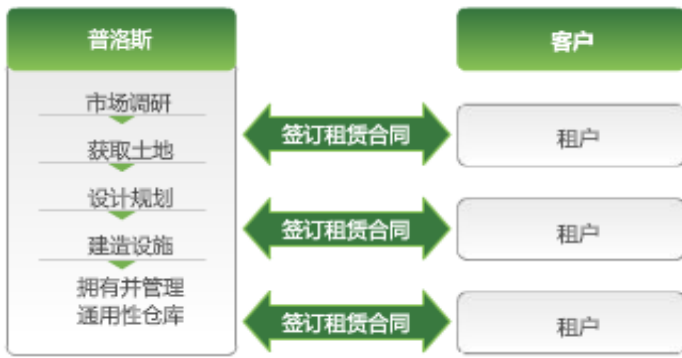 普洛斯
市场调研
获取土地
设计规划
建造设施
拥有并管理
通用性仓库
签订租赁合同
签订租赁合同
签订租赁合同
客户
租户
租户
租户